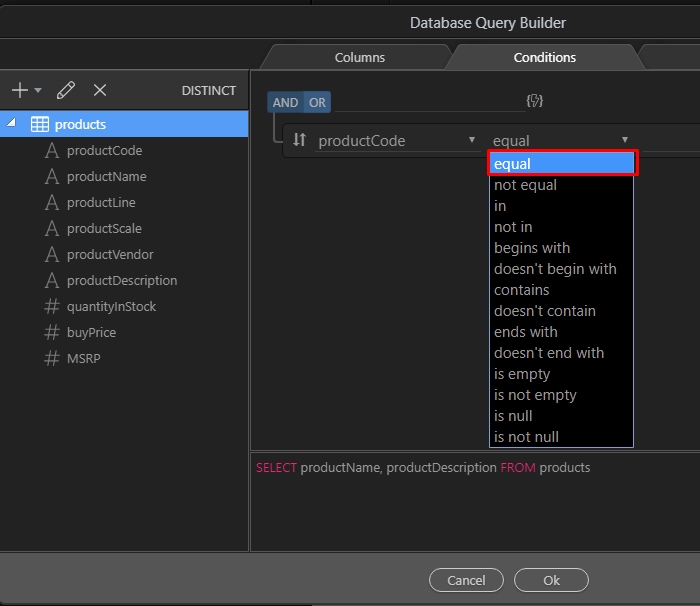 Database Query Builder
Columns
Conditions
DISTINCT
products
productCode
productName
productLine
productScale
productVendor
productDescription
quantityInStock
buyPrice
MSRP
AND OR
productCode equal
equal
not equal
in
not in
begins with
doesn't begin with
contains
doesn't contain
ends with
doesn't end with
is empty
is not empty
is null
is not null
SELECT productName, productDescription FROM products
Cancel
Ok